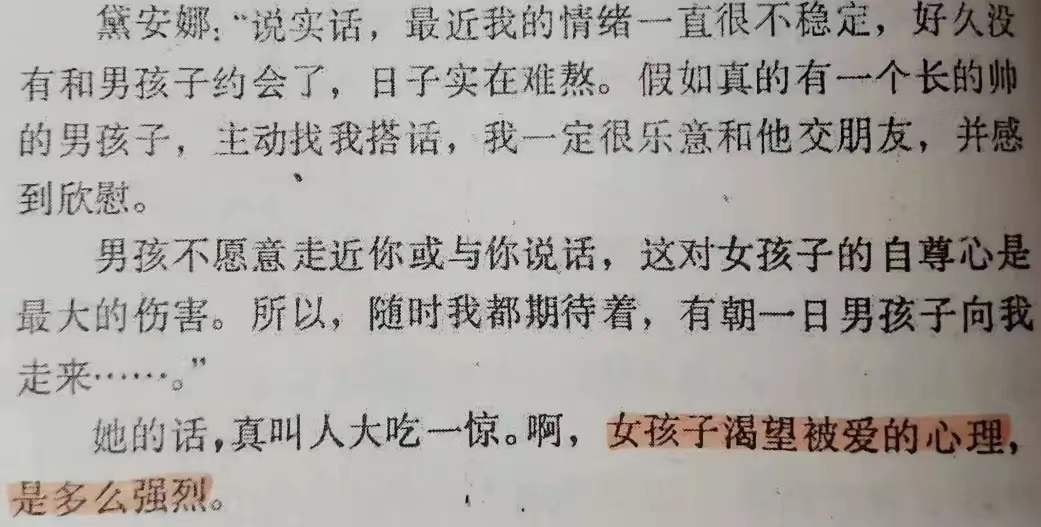 黛安娜：“说实话，最近我的情绪一直很不稳定，好久没
有和男孩子约会了，日子实在难熬。假如真的有一个长的帅
的男孩子，主动找我搭话，我一定很乐意和他交朋友，并感
到欣慰。
男孩不愿意走近你或与你说话，这对女孩子的自尊心是
最大的伤害。所以，随时我都期待着，有朝一日男孩子向我
走来……。”
她的话，真叫人大吃一惊。啊，女孩子渴望被爱的心理，
是多么强烈。